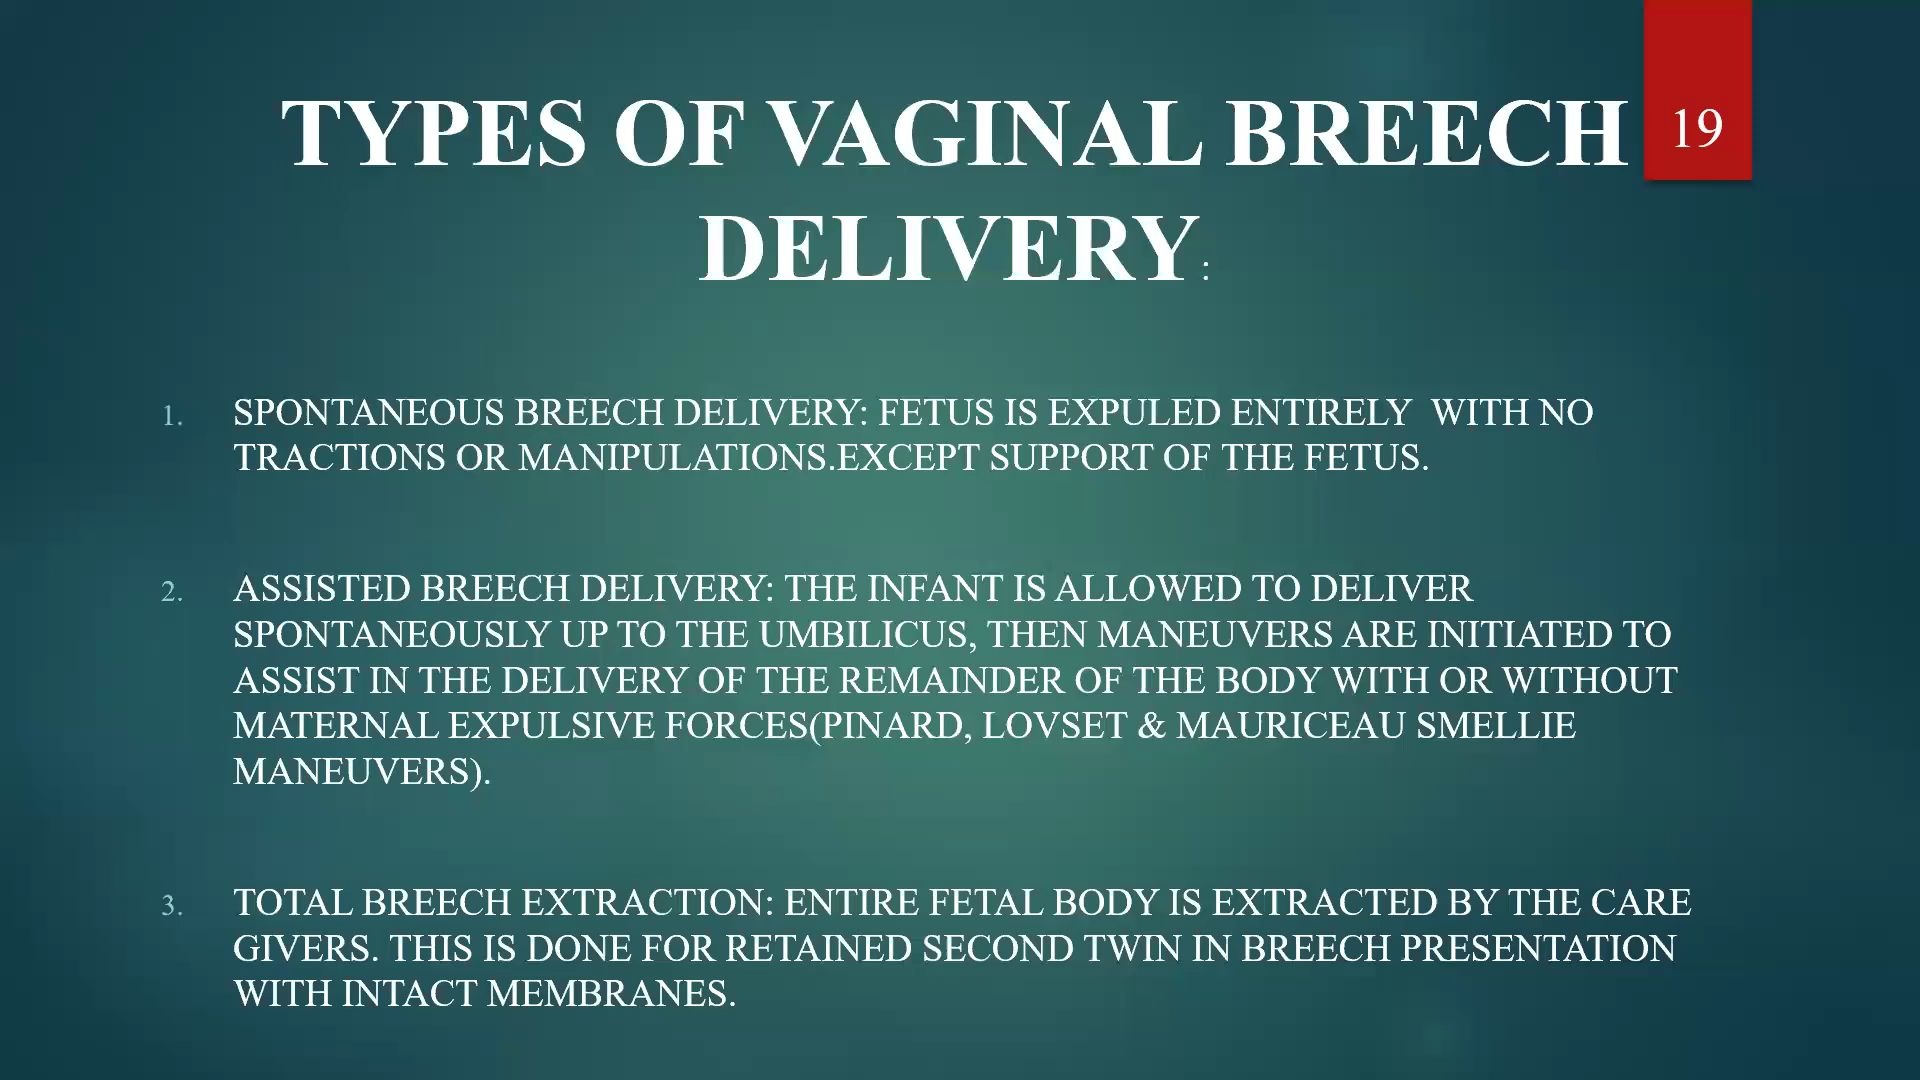 TYPES OF VAGINAL BREECH
19
DELIVERY:
1. SPONTANEOUS BREECH DELIVERY: FETUS IS EXPULED ENTIRELY  WITH NO
TRACTIONS OR MANIPULATIONS.EXCEPT SUPPORT OF THE FETUS.
2. ASSISTED BREECH DELIVERY: THE INFANT IS ALLOWED TO DELIVER
SPONTANEOUSLY UP TO THE UMBILICUS, THEN MANEUVERS ARE INITIATED TO
ASSIST IN THE DELIVERY OF THE REMAINDER OF THE BODY WITH OR WITHOUT
MATERNAL EXPULSIVE FORCES(PINARD, LOVSET & MAURICEAU SMELLIE
MANEUVERS).
3. TOTAL BREECH EXTRACTION: ENTIRE FETAL BODY IS EXTRACTED BY THE CARE
GIVERS. THIS IS DONE FOR RETAINED SECOND TWIN IN BREECH PRESENTATION
WITH INTACT MEMBRANES.